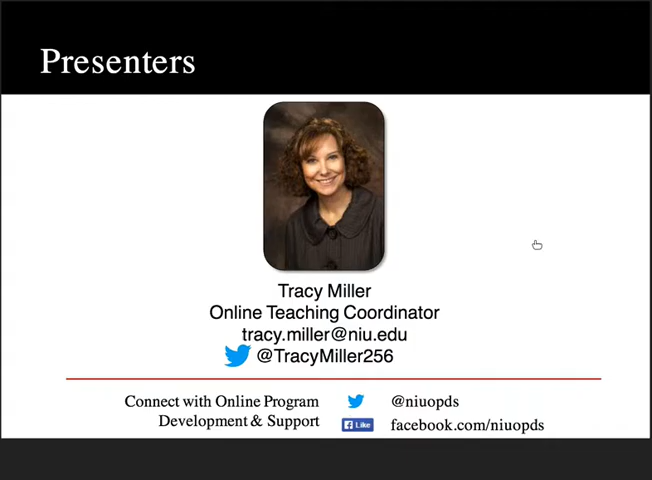 Presenters
Tracy Miller
Online Teaching Coordinator
tracy.miller@niu.edu
@TracyMiller256
Connect with Online Program
Development & Support
@niuopds
Like
facebook.com/niuopds